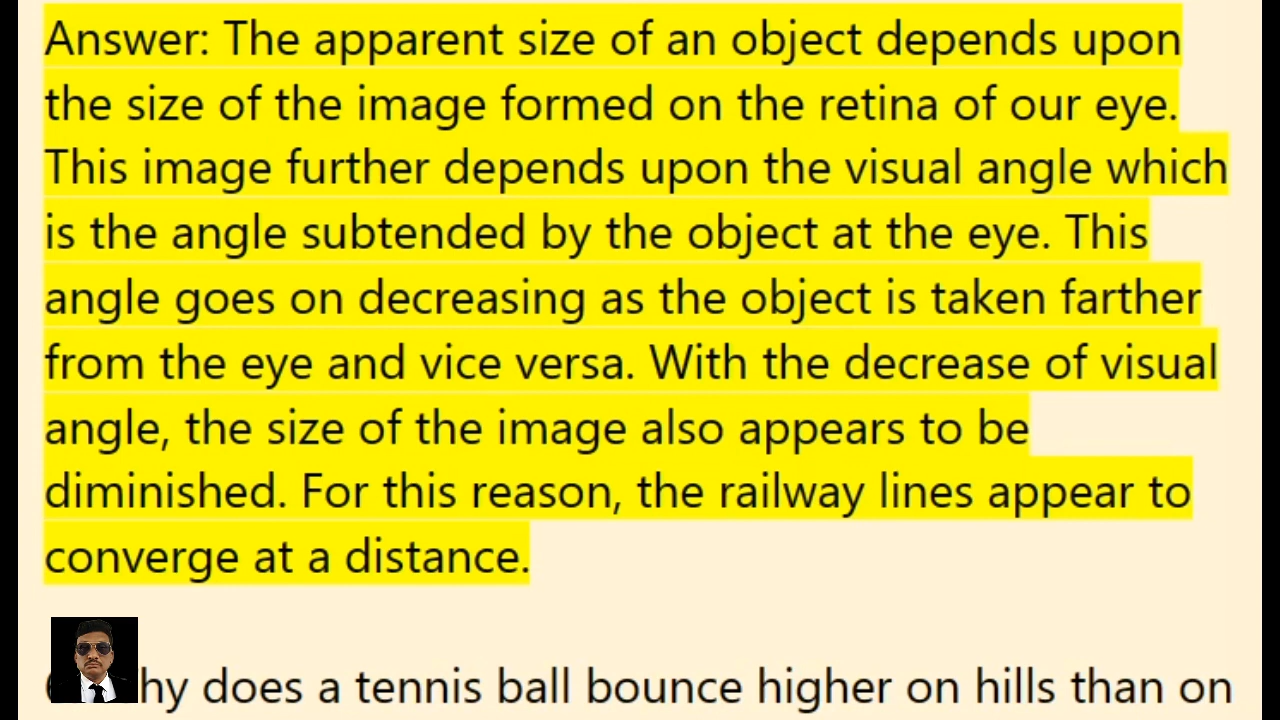 Answer: The apparent size of an object depends upon
the size of the image formed on the retina of our eye.
This image further depends upon the visual angle which
is the angle subtended by the object at the eye. This
angle goes on decreasing as the object is taken farther
from the eye and vice versa. With the decrease of visual
angle, the size of the image also appears to be
diminished. For this reason, the railway lines appear to
converge at a distance.
does a tennis ball bounce higher on hills than on